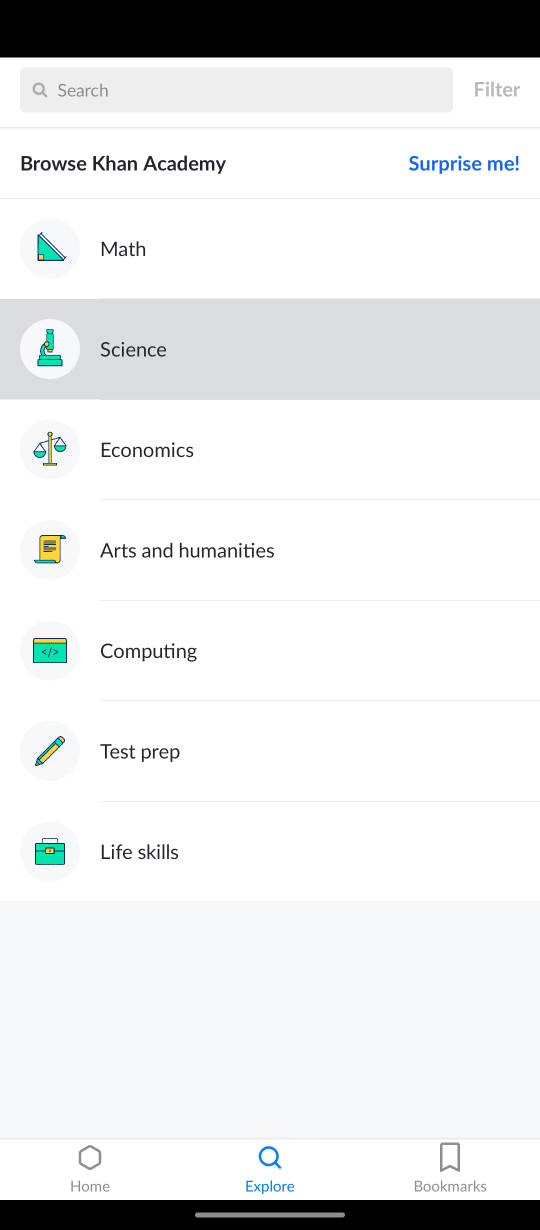 Search
Filter
Browse Khan Academy
Surprise me!
Math
Science
Economics
Arts and humanities
</>
Computing
Test prep
Life skills
Home
Explore
Bookmarks